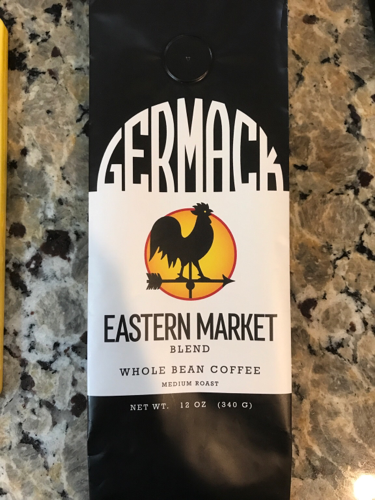 GERMACK
EASTERN MARKET
BLEND
WHOLE BEAN COFFEE
MEDIUM ROAST
NET WT. 12 OZ (340 G)